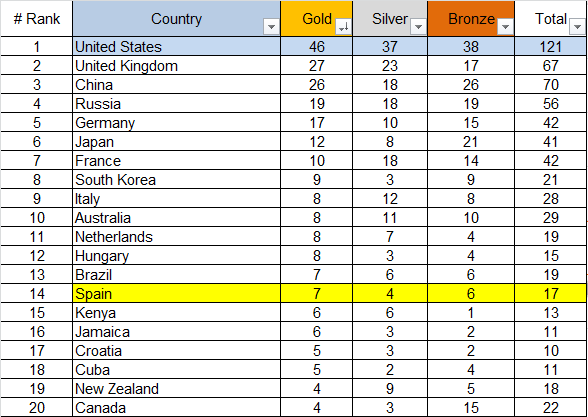 # Rank Country Gold Silver Bronze Total
1 United States 46 37 38 121
2 United Kingdom 27 23 17 67
3 China 26 18 26 70
4 Russia 19 18 19 56
5 Germany 17 10 15 42
6 Japan 12 8 21 41
7 France 10 18 14 42
8 South Korea 9 3 9 21
9 Italy 8 12 8 28
10 Australia 8 11 10 29
11 Netherlands 8 7 4 19
12 Hungary 8 3 4 15
13 Brazil 7 6 6 19
14 Spain 7 4 6 17
15 Kenya 6 6 1 13
16 Jamaica 6 3 2 11
17 Croatia 5 3 2 10
18 Cuba 5 2 4 11
19 New Zealand 4 9 5 18
20 Canada 4 3 15 22